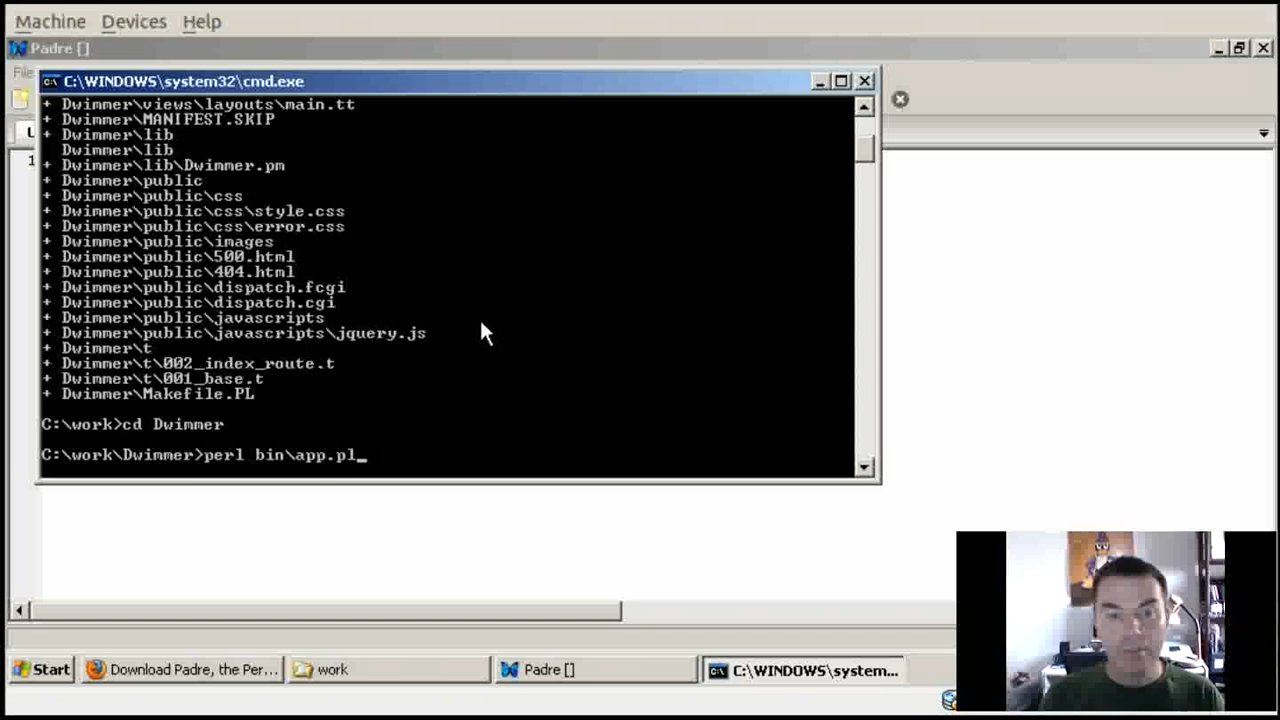 Machine Devices Help
Padre []
C:\WINDOWS\system32\cmd.exe
+ Dwimmer\views\layouts\main.tt
+ Dwimmer\MANIFEST.SKIP
+ Dwimmer\lib
Dwimmer\lib
+ Dwimmer\lib\Dwimmer.pm
+ Dwimmer\public
+ Dwimmer\public\css
+ Dwimmer\public\css\style.css
+ Dwimmer\public\css\error.css
+ Dwimmer\public\images
+ Dwimmer\public\500.html
+ Dwimmer\public\404.html
+ Dwimmer\public\dispatch.fcgi
+ Dwimmer\public\dispatch.cgi
+ Dwimmer\public\javascripts
+ Dwimmer\public\javascripts\jquery.js
+ Dwimmer\t
+ Dwimmer\t\002_index_route.t
+ Dwimmer\t\001_base.t
+ Dwimmer\Makefile.PL
C:\work>cd Dwimmer
C:\work\Dwimmer>perl bin\app.pl_
1
Start Download Padre, the Per... work Padre [] C:\WINDOWS\system...